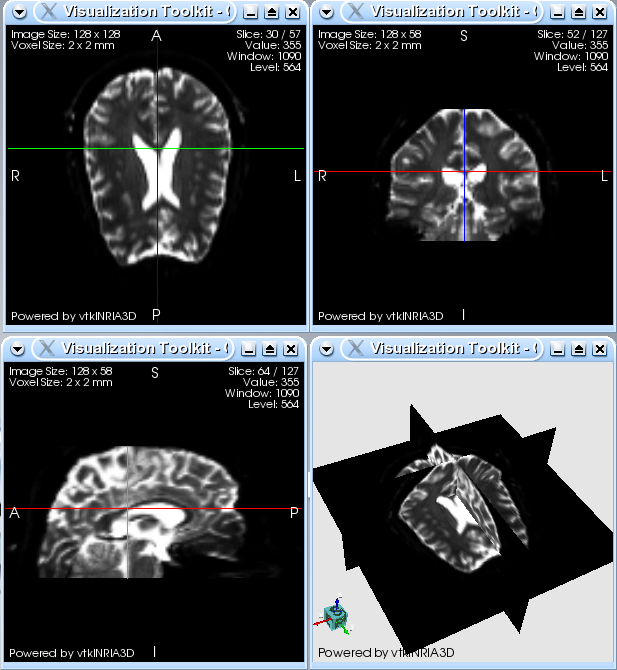 Visualization Toolkit - (
Image Size: 128 x 128
Voxel Size: 2 x 2 mm
A
Slice: 30 / 57
Value: 355
Window: 1090
Level: 564
R
L
Powered by vtkINRIA3D
P
Visualization Toolkit - (
Image Size: 128 x 58
Voxel Size: 2 x 2 mm
S
Slice: 52 / 127
Value: 355
Window: 1090
Level: 564
R
L
Powered by vtkINRIA3D
I
Visualization Toolkit - (
Image Size: 128 x 58
Voxel Size: 2 x 2 mm
S
Slice: 64 / 127
Value: 355
Window: 1090
Level: 564
A
P
Powered by vtkINRIA3D
I
Visualization Toolkit - (
Powered by vtkINRIA3D